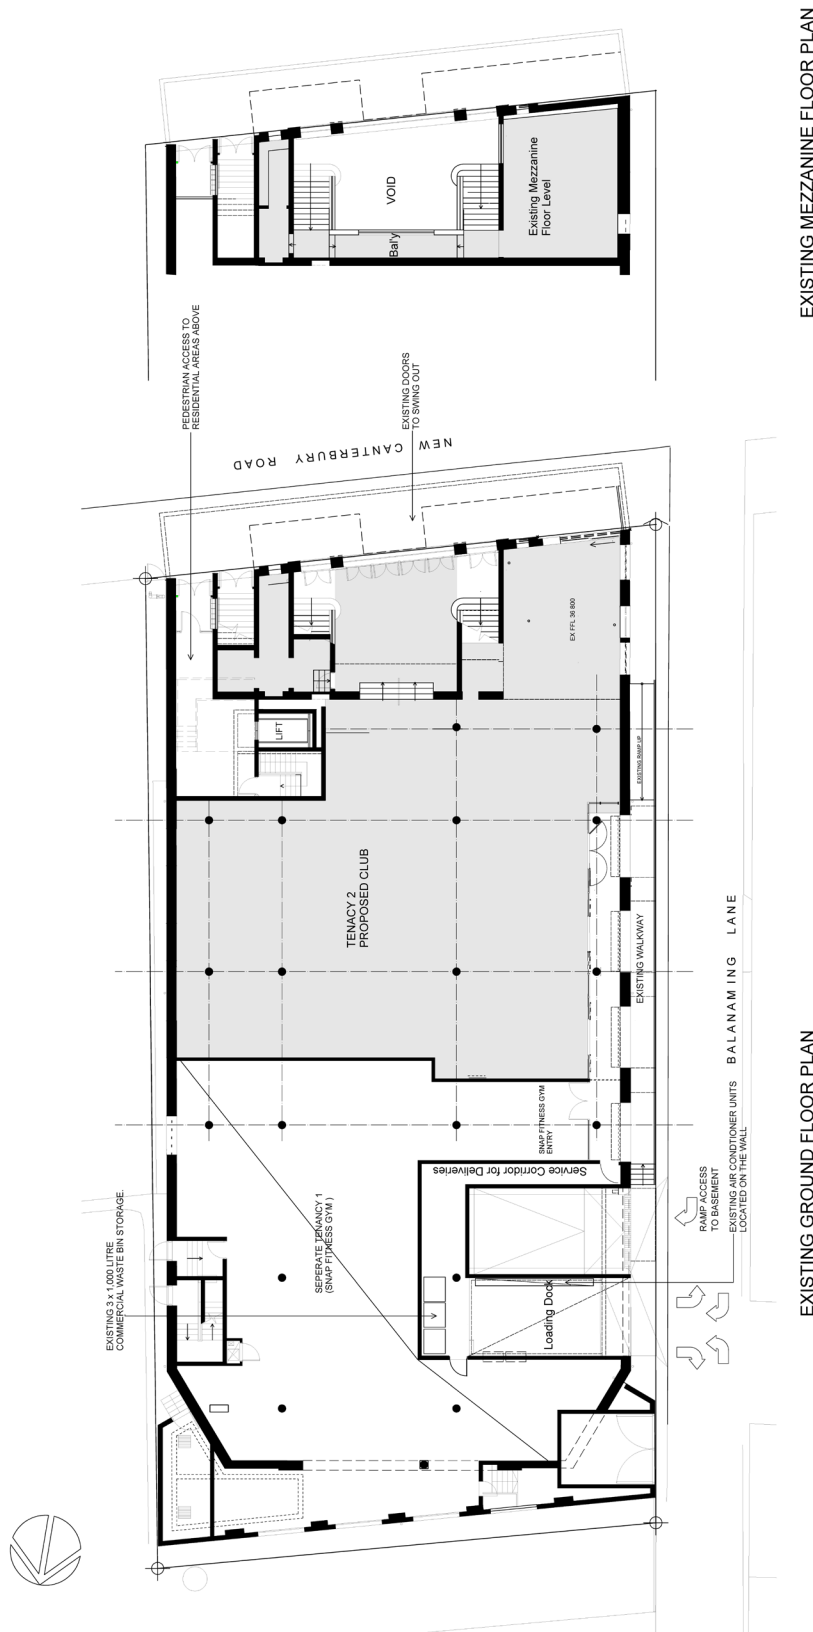 EXISTING MEZZANINE FLOOR PLAN
VOID
Existing Mezzanine
Floor Level
Bal'y
PEDESTRIAN ACCESS TO
RESIDENTIAL AREAS ABOVE
EXISTING DOORS
TO SWING OUT
NEW CANTERBURY ROAD
EX FFL 36 800
LIFT
EXISTING RAMP UP
TENACY 2
PROPOSED CLUB
EXISTING WALKWAY
BALANAMING LANE
SNAP FITNESS GYM
ENTRY
Service Corridor for Deliveries
SEPERATE TENANCY 1
(SNAP FITNESS GYM )
EXISTING 3 x 1,000 LITRE
COMMERCIAL WASTE BIN STORAGE.
RAMP ACCESS
TO BASEMENT
EXISTING AIR CONDTIONER UNITS
LOCATED ON THE WALL
Loading Dock
EXISTING GROUND FLOOR PLAN